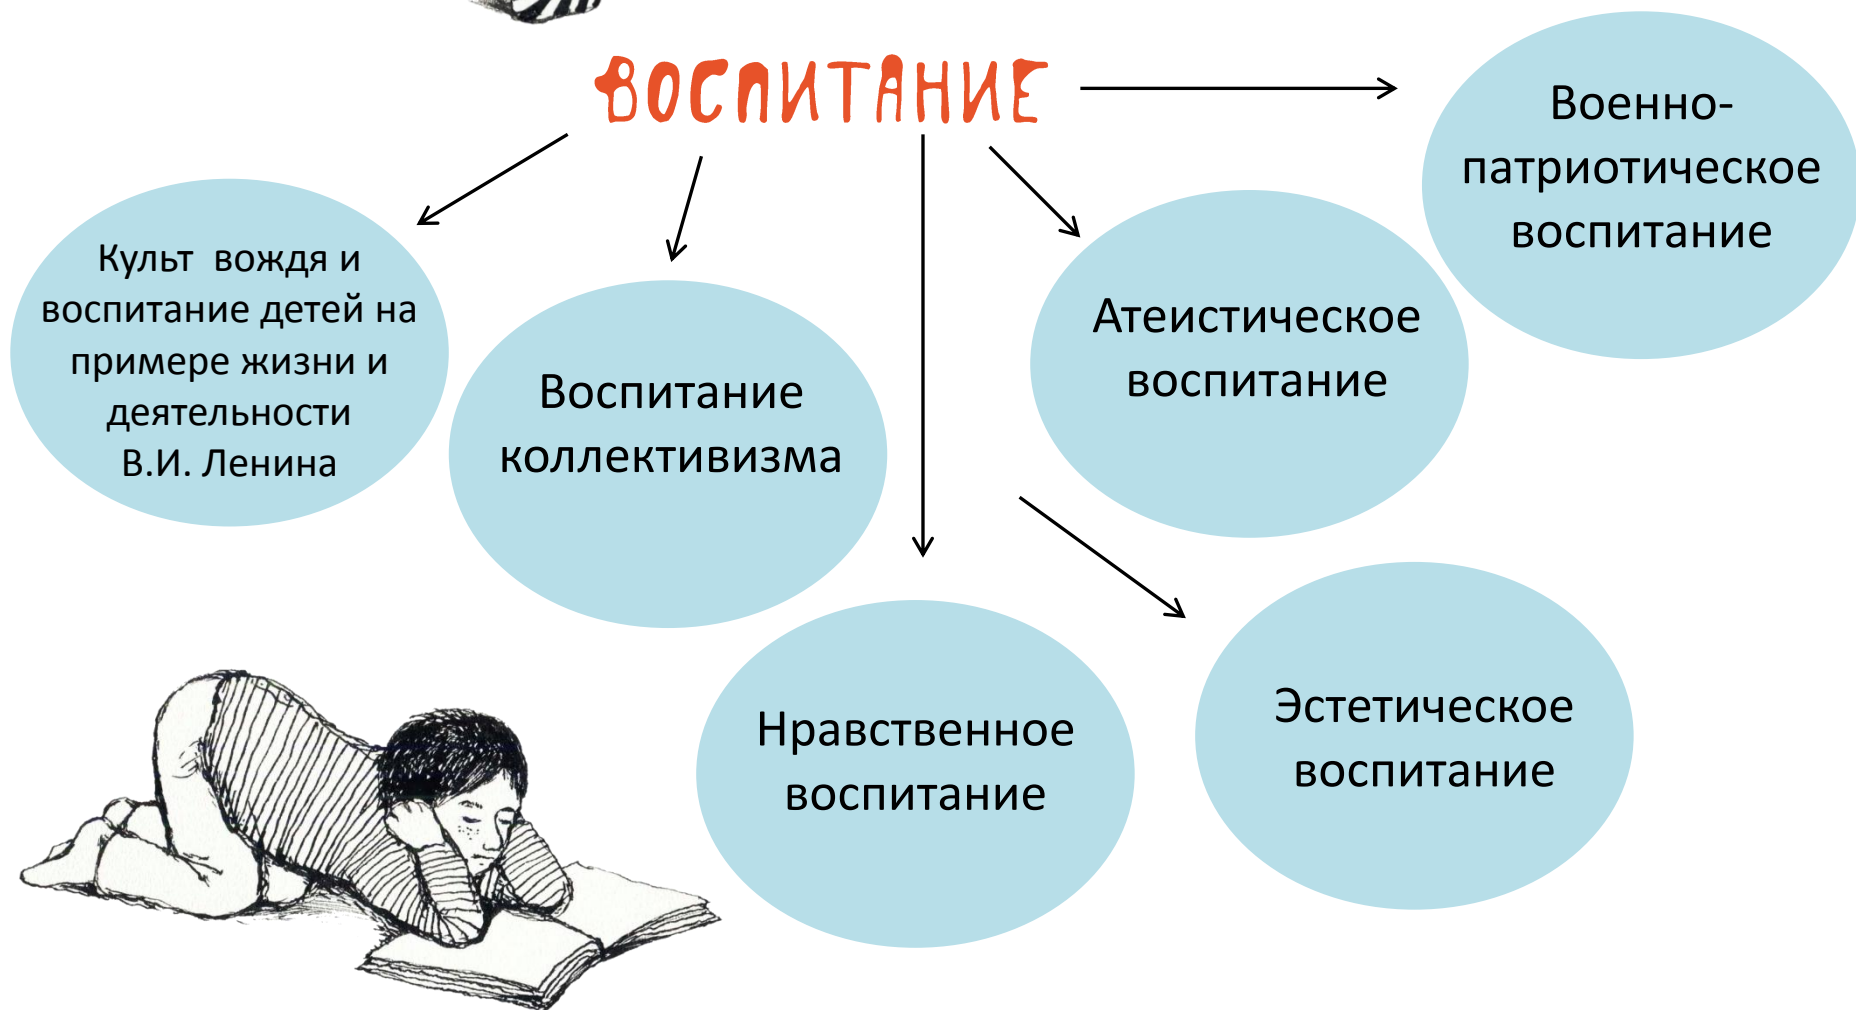 ВОСПИТАНИЕ
Военно-
патриотическое
воспитание
Культ вождя и
воспитание детей на
примере жизни и
деятельности
В.И. Ленина
Воспитание
коллективизма
Атеистическое
воспитание
Нравственное
воспитание
Эстетическое
воспитание